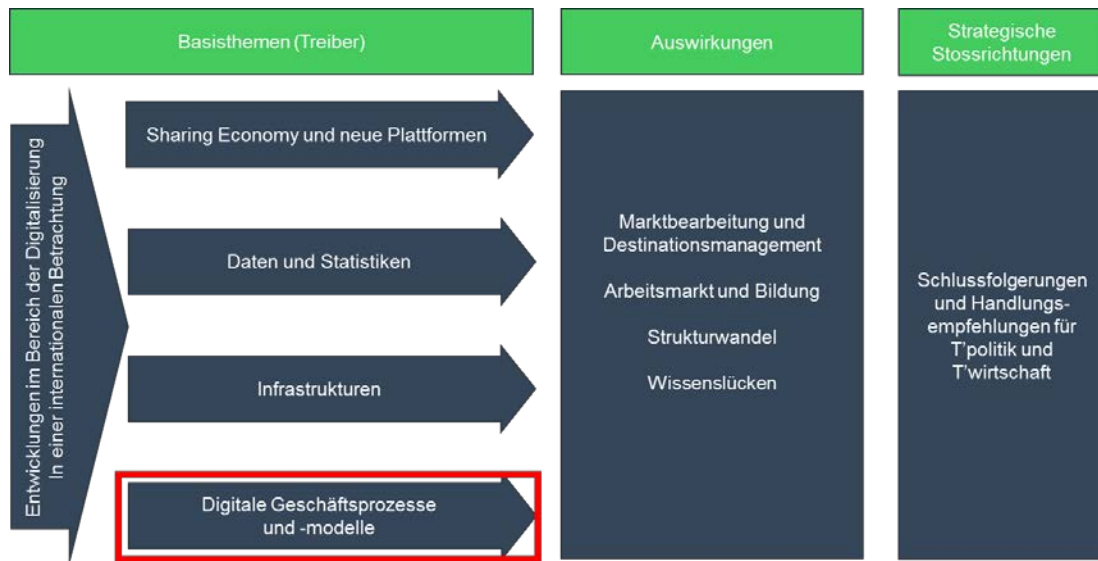 Basisthemen (Treiber)
Auswirkungen
Strategische
Stossrichtungen
Entwicklungen im Bereich der Digitalisierung
In einer internationalen Betrachtung
Sharing Economy und neue Plattformen
Daten und Statistiken
Infrastrukturen
Digitale Geschäftsprozesse
und -modelle
Marktbearbeitung und
Destinationsmanagement
Arbeitsmarkt und Bildung
Strukturwandel
Wissenslücken
Schlussfolgerungen
und Handlungs-
empfehlungen für
T'politik und
T'wirtschaft